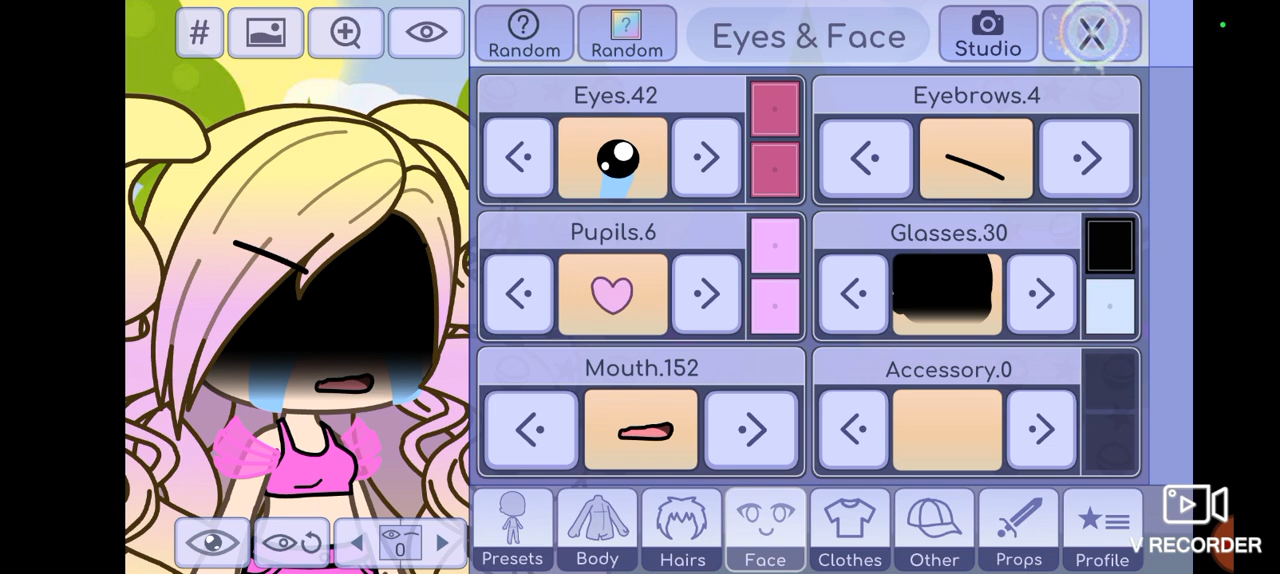 #
? Random
? Random
Eyes & Face
Studio
X
Eyes.42
Eyebrows.4
Pupils.6
Glasses.30
Mouth.152
Accessory.0
0
Presets
Body
Hairs
Face
Clothes
Other
Props
Profile
V RECORDER